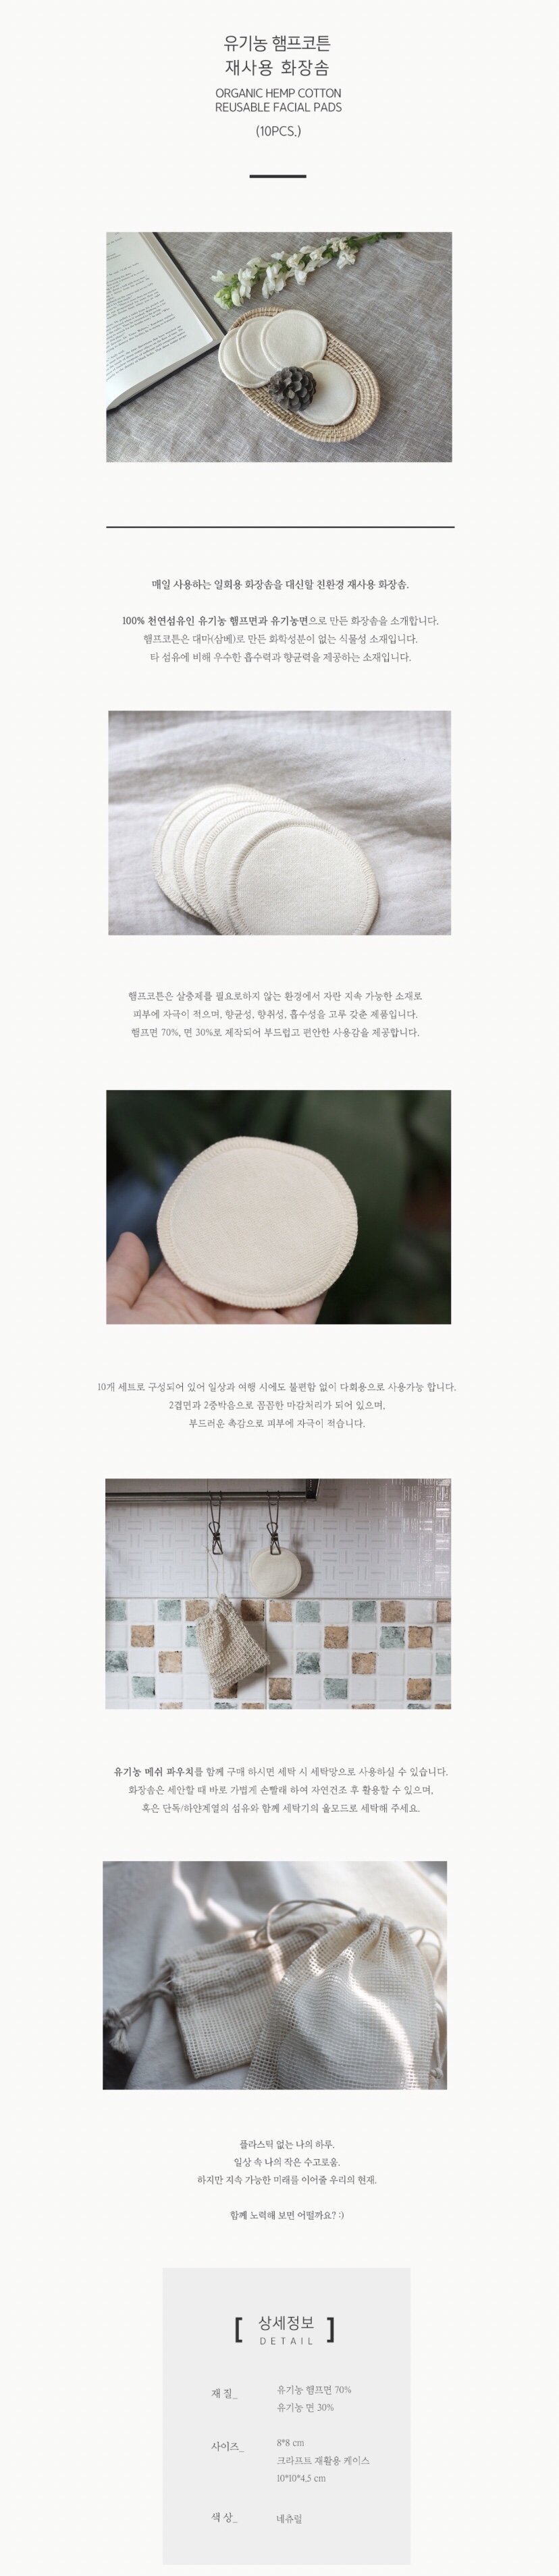 유기농 햄프코튼
재사용 화장솜
ORGANIC HEMP COTTON
REUSABLE FACIAL PADS
(10PCS.)
매일 사용하는 일회용 화장솜을 대신할 친환경 재사용 화장솜.
100% 천연섬유인 유기농 햄프면과 유기농면으로 만든 화장솜을 소개합니다.
햄프코튼은 대마(삼베)로 만든 화학성분이 없는 식물성 소재입니다.
타 섬유에 비해 우수한 흡수력과 항균력을 제공하는 소재입니다.
햄프코튼은 살충제를 필요로하지 않는 환경에서 자란 지속 가능한 소재로
피부에 자극이 적으며, 항균성, 항취성, 흡수성을 고루 갖춘 제품입니다.
햄프면 70%, 면 30%로 제작되어 부드럽고 편안한 사용감을 제공합니다.
10개 세트로 구성되어 있어 일상과 여행 시에도 불편함 없이 다회용으로 사용가능 합니다.
2겹면과 2중박음으로 꼼꼼한 마감처리가 되어 있으며,
부드러운 촉감으로 피부에 자극이 적습니다.
유기농 메쉬 파우치를 함께 구매 하시면 세탁 시 세탁망으로 사용하실 수 있습니다.
화장솜은 세안할 때 바로 가볍게 손빨래 하여 자연건조 후 활용할 수 있으며,
혹은 단독/하얀계열의 섬유와 함께 세탁기의 울모드로 세탁해 주세요.
플라스틱 없는 나의 하루.
일상 속 나의 작은 수고로움.
하지만 지속 가능한 미래를 이어줄 우리의 현재.
함께 노력해 보면 어떨까요? :)
[ 상세정보 ]
DETAIL
재 질_
유기농 햄프면 70%
유기농 면 30%
사이즈_
8*8 cm
크라프트 재활용 케이스
10*10*4.5 cm
색 상_
네츄럴